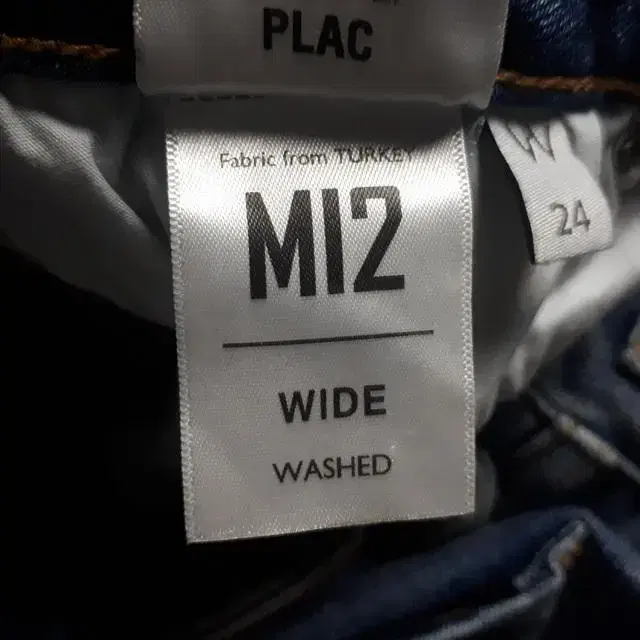 PLAC
Fabric from TURKEY
MI2
WIDE
WASHED
W
24